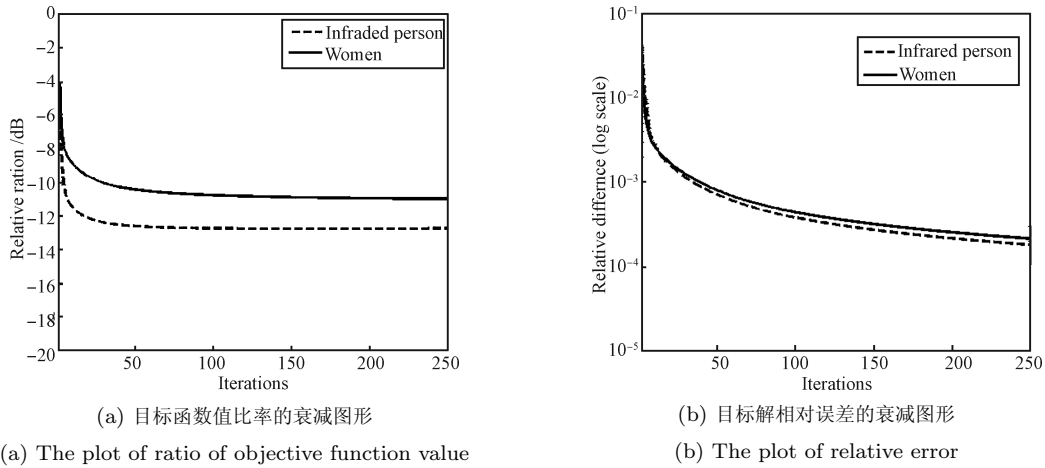 0
−2
−4
−6
−8
−10
−12
−14
−16
−18
−20
Relative ration /dB
Infraded person
Women
50 100 150 200 250
Iterations
(a) 目标函数值比率的衰减图形
(a) The plot of ratio of objective function value
10⁻¹
10⁻²
10⁻³
10⁻⁴
10⁻⁵
Relative differnce (log scale)
Infrared person
Women
50 100 150 200 250
Iterations
(b) 目标解相对误差的衰减图形
(b) The plot of relative error